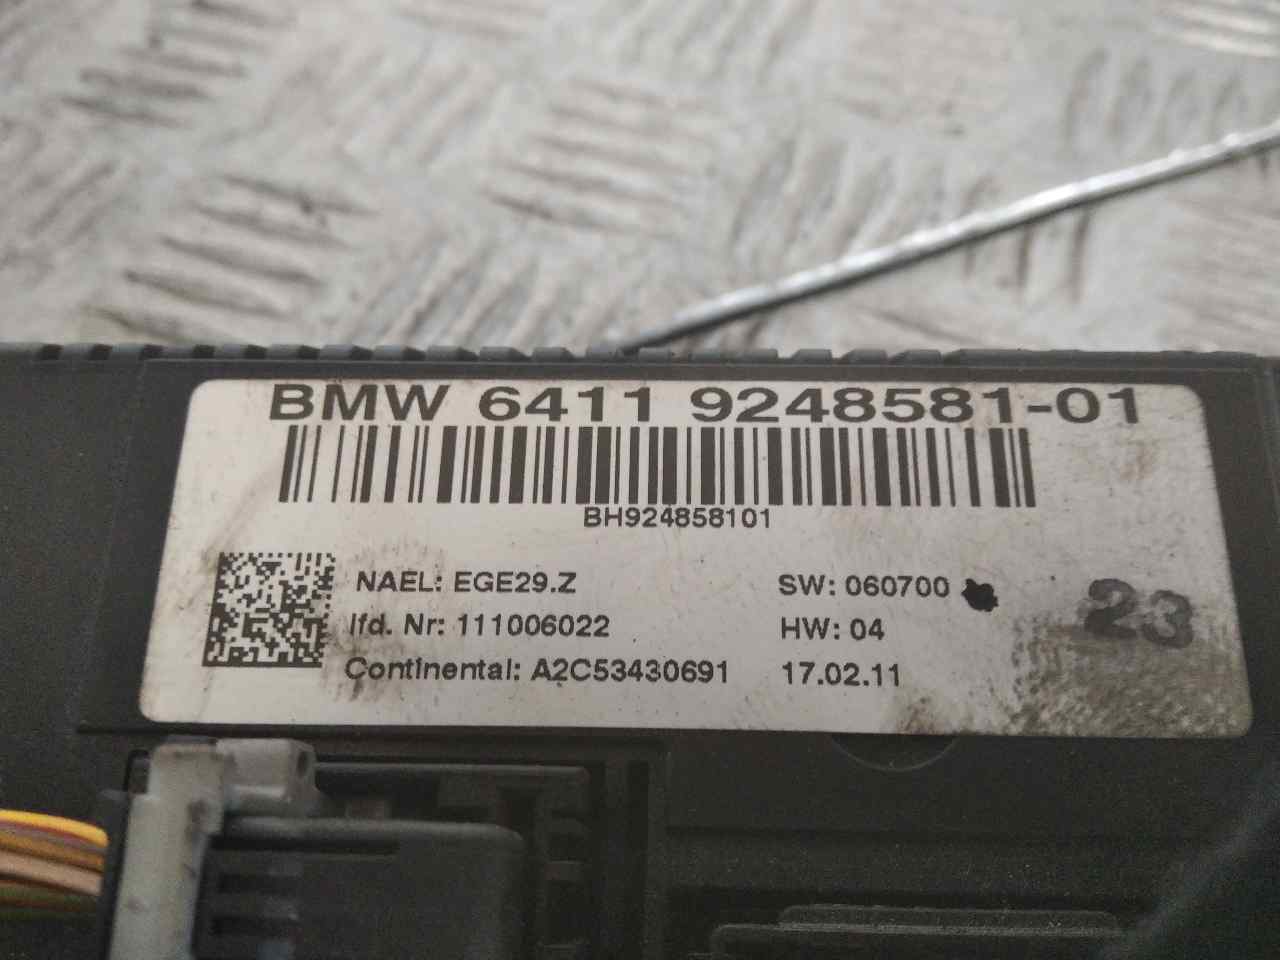 BMW 6411 9248581-01
BH924858101
NAEL: EGE29.Z SW: 060700
lfd. Nr: 111006022 HW: 04
23
Continental: A2C53430691 17.02.11